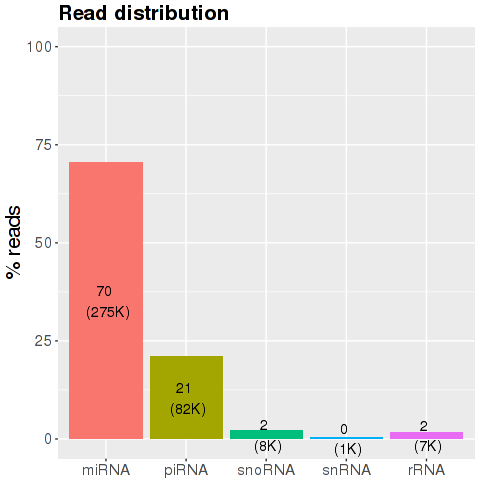 Read distribution
% reads
100
75
50
25
0
70
(275K)
21
(82K)
2
(8K)
0
(1K)
2
(7K)
miRNA piRNA snoRNA snRNA rRNA